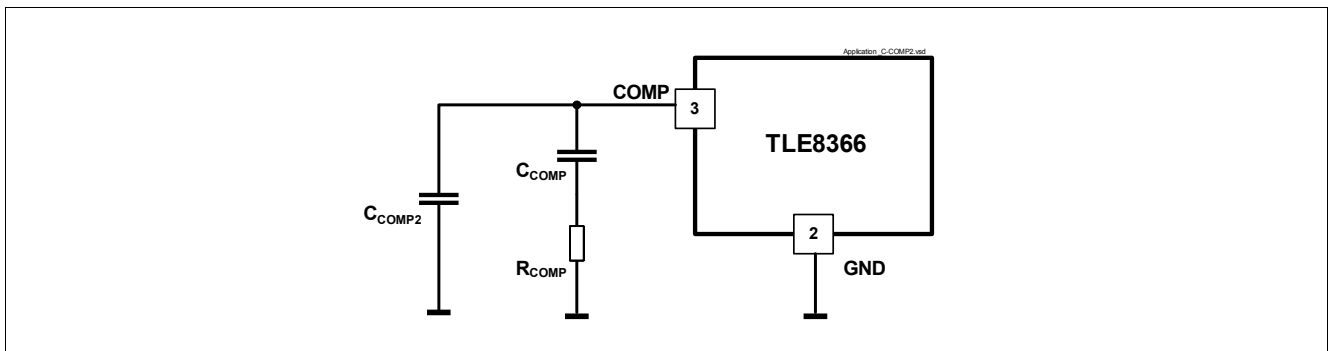 Application_C-COMP2.vsd
COMP
3
TLE8366
CCOMP
CCOMP2
2
RCOMP
GND